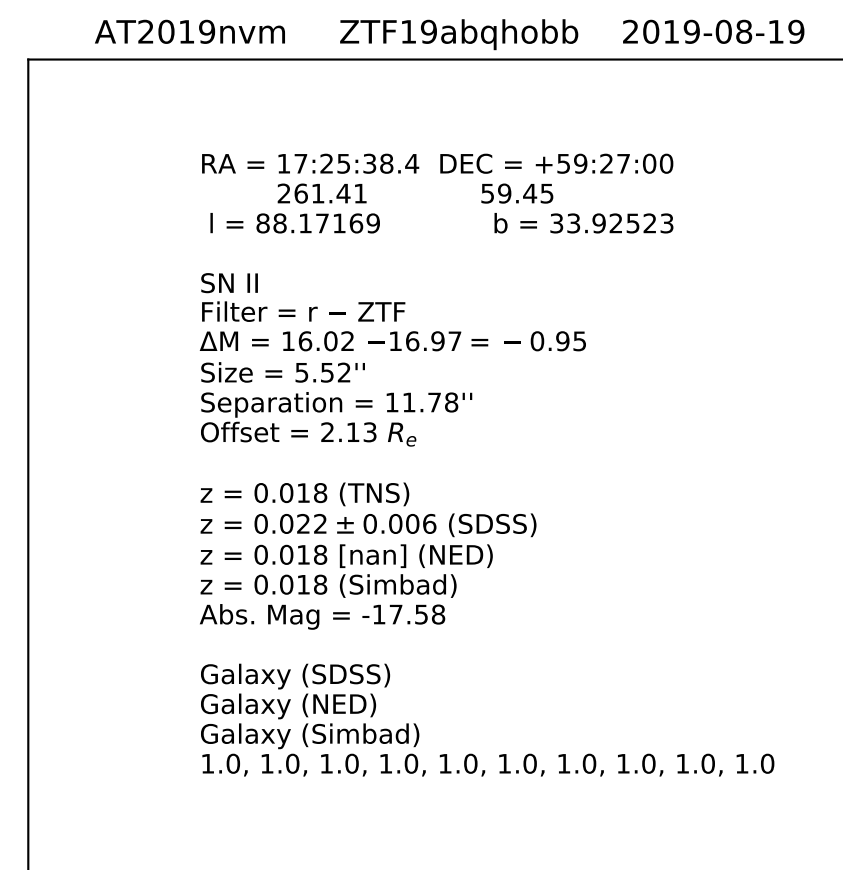 AT2019nvm ZTF19abqhobb 2019-08-19
RA = 17:25:38.4 DEC = +59:27:00
261.41 59.45
l = 88.17169 b = 33.92523
SN II
Filter = r − ZTF
ΔM = 16.02 −16.97 = − 0.95
Size = 5.52''
Separation = 11.78''
Offset = 2.13 Rₑ
z = 0.018 (TNS)
z = 0.022 ± 0.006 (SDSS)
z = 0.018 [nan] (NED)
z = 0.018 (Simbad)
Abs. Mag = -17.58
Galaxy (SDSS)
Galaxy (NED)
Galaxy (Simbad)
1.0, 1.0, 1.0, 1.0, 1.0, 1.0, 1.0, 1.0, 1.0, 1.0